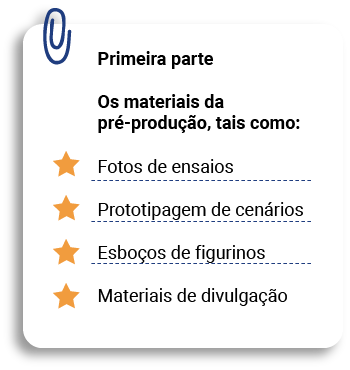 Primeira parte
Os materiais da
pré-produção, tais como:
Fotos de ensaios
Prototipagem de cenários
Esboços de figurinos
Materiais de divulgação